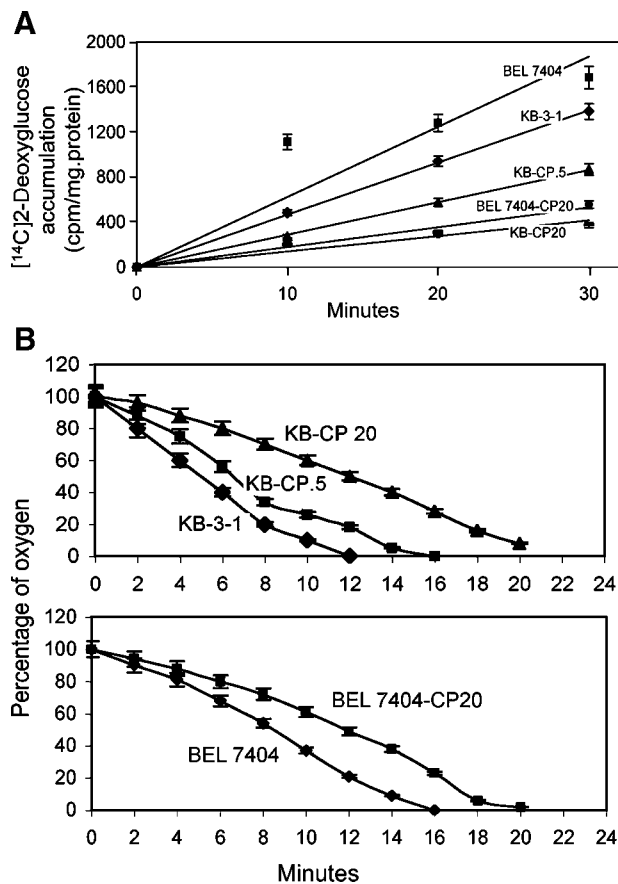 A
[¹⁴C]2-Deoxyglucose
accumulation
(cpm/mg.protein)
2000
1600
1200
800
400
0
BEL 7404
KB-3-1
KB-CP.5
BEL 7404-CP20
KB-CP20
0 10 20 30
Minutes
B
Percentage of oxygen
120
100
80
60
40
20
0
KB-CP 20
KB-CP.5
KB-3-1
0 2 4 6 8 10 12 14 16 18 20 22 24
120
100
80
60
40
20
0
BEL 7404-CP20
BEL 7404
0 2 4 6 8 10 12 14 16 18 20 22 24
Minutes